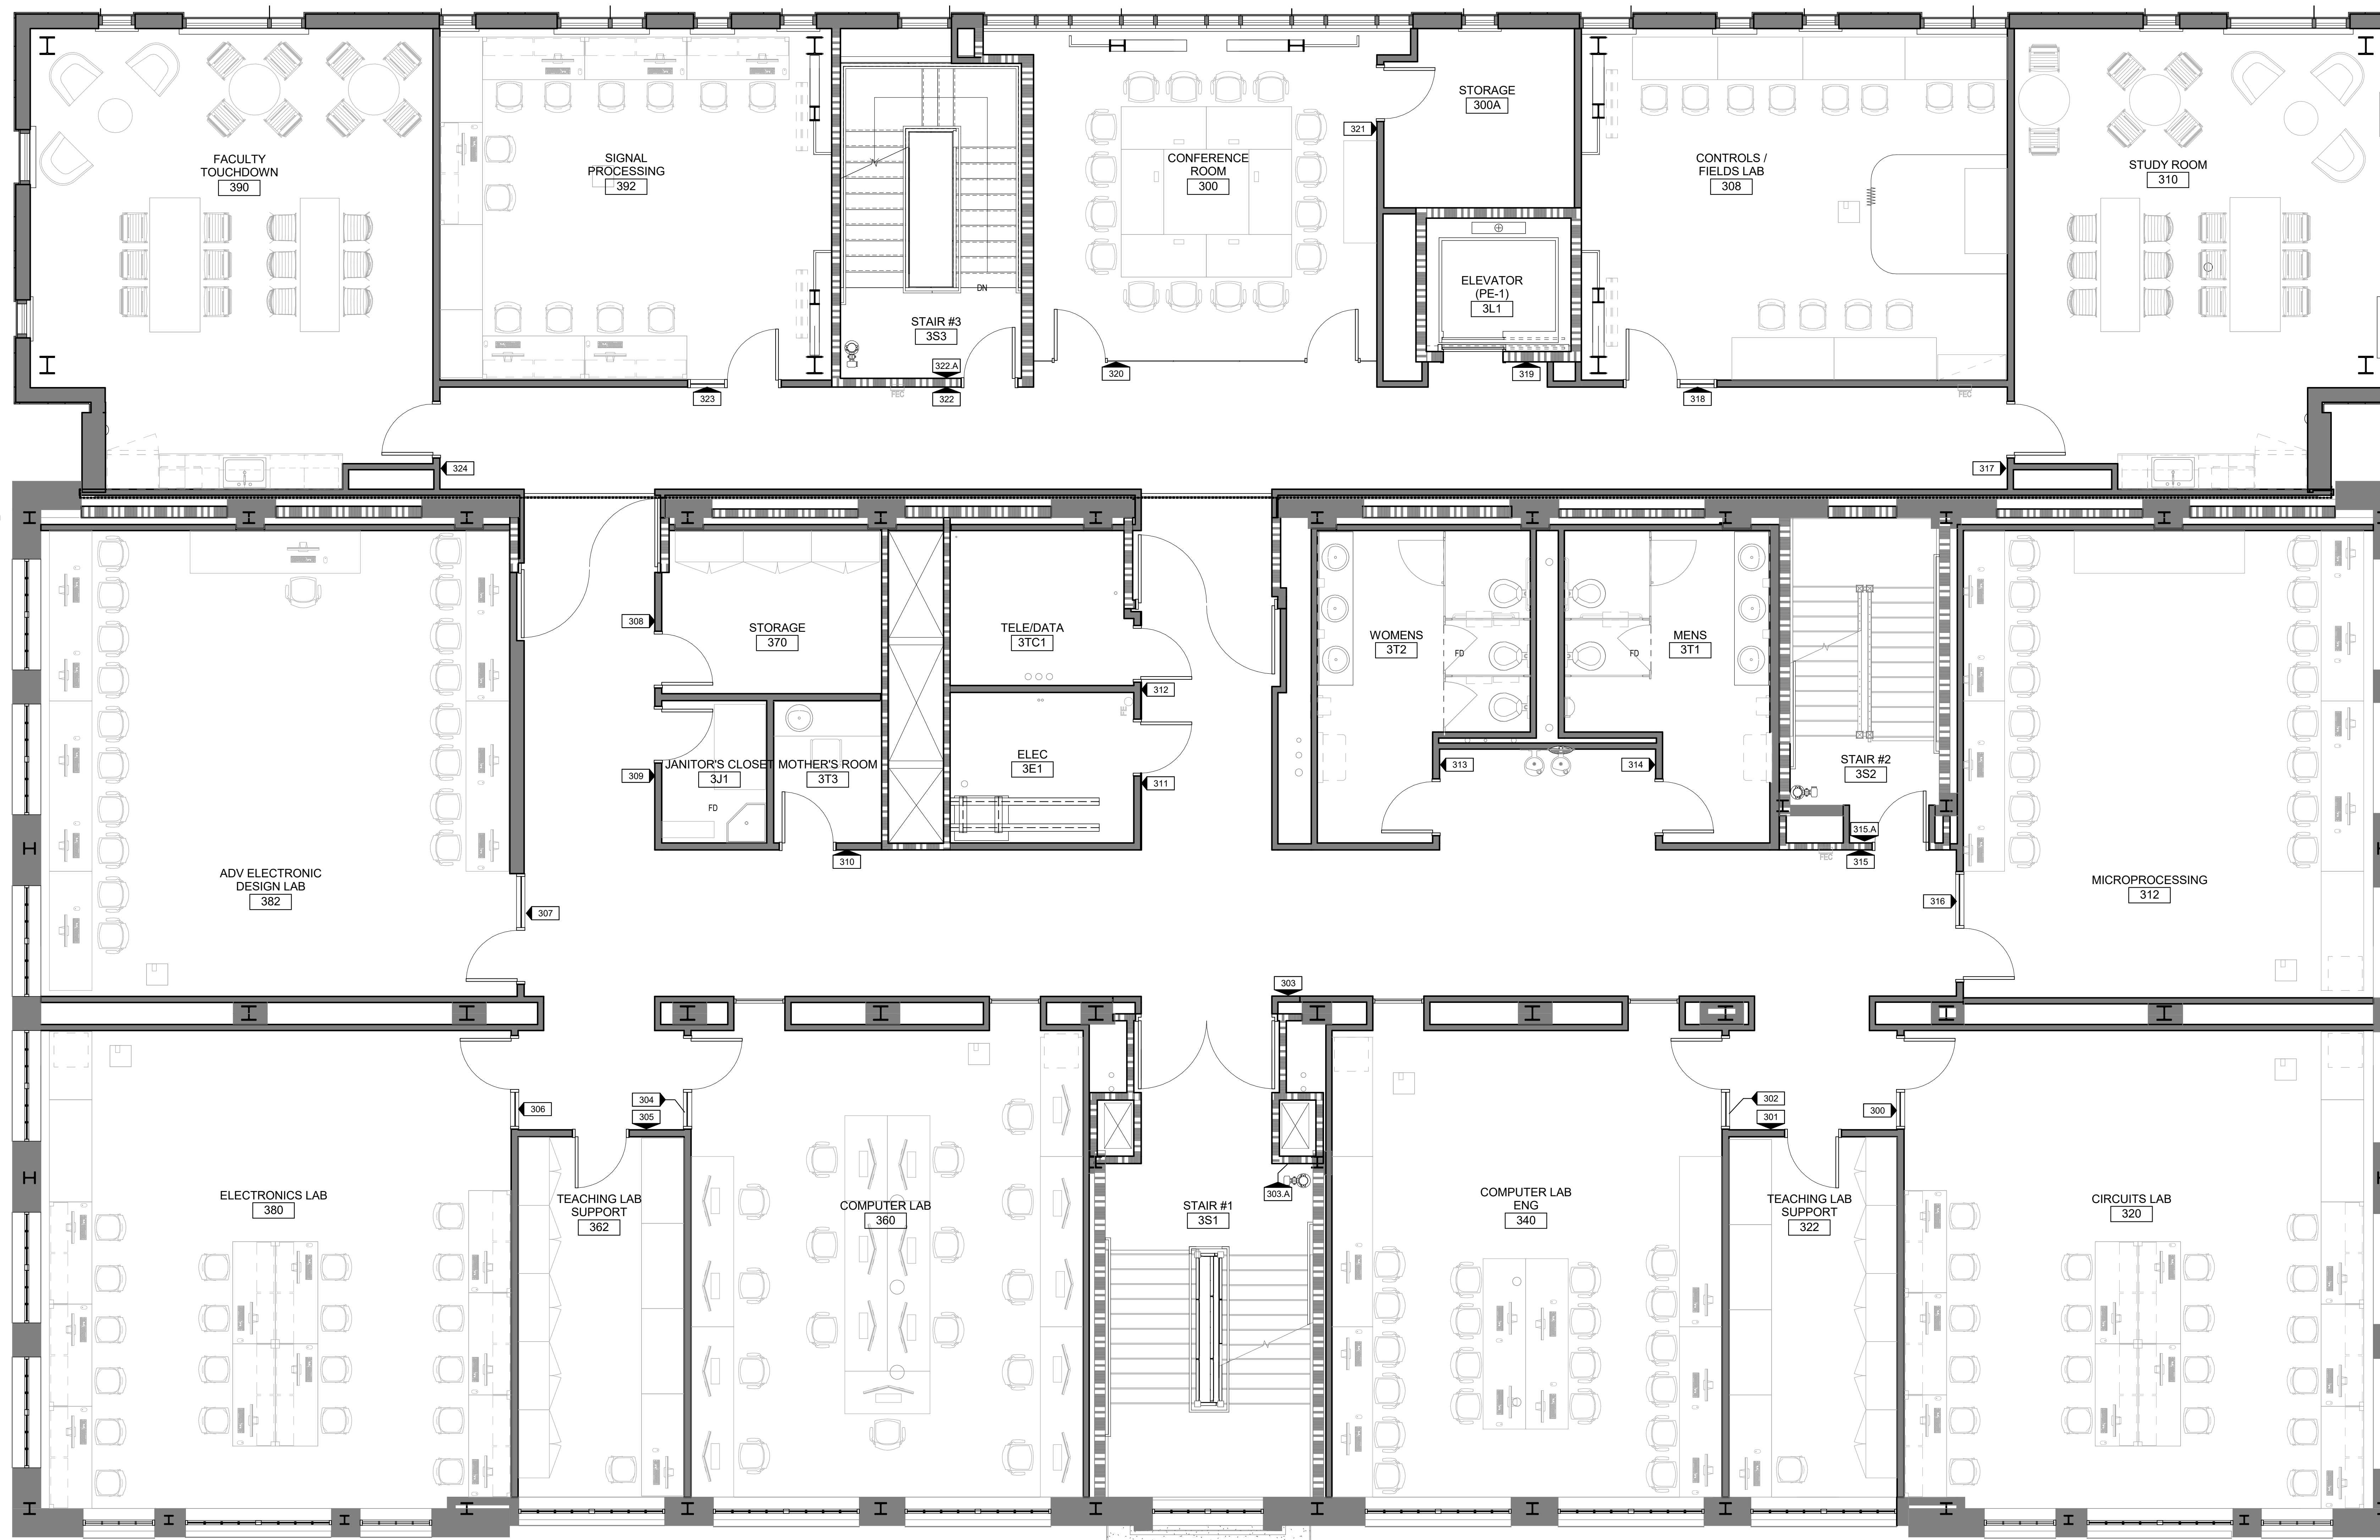 FACULTY
TOUCHDOWN
390
SIGNAL
PROCESSING
392
STAIR #3
3S3
DN
CONFERENCE
ROOM
300
STORAGE
300A
ELEVATOR
(PE-1)
3L1
CONTROLS /
FIELDS LAB
308
STUDY ROOM
310
321
320
319
318
317
322.A
322
FEC
323
324
FEC
308
STORAGE
370
TELE/DATA
3TC1
312
WOMENS
3T2
FD
MENS
3T1
FD
FEC
309
JANITOR'S CLOSET
3J1
FD
MOTHER'S ROOM
3T3
310
ELEC
3E1
311
313
314
STAIR #2
3S2
315.A
315
FEC
316
MICROPROCESSING
312
ADV ELECTRONIC
DESIGN LAB
382
307
303
306
304
305
302
301
300
303.A
ELECTRONICS LAB
380
TEACHING LAB
SUPPORT
362
COMPUTER LAB
360
STAIR #1
3S1
COMPUTER LAB
ENG
340
TEACHING LAB
SUPPORT
322
CIRCUITS LAB
320